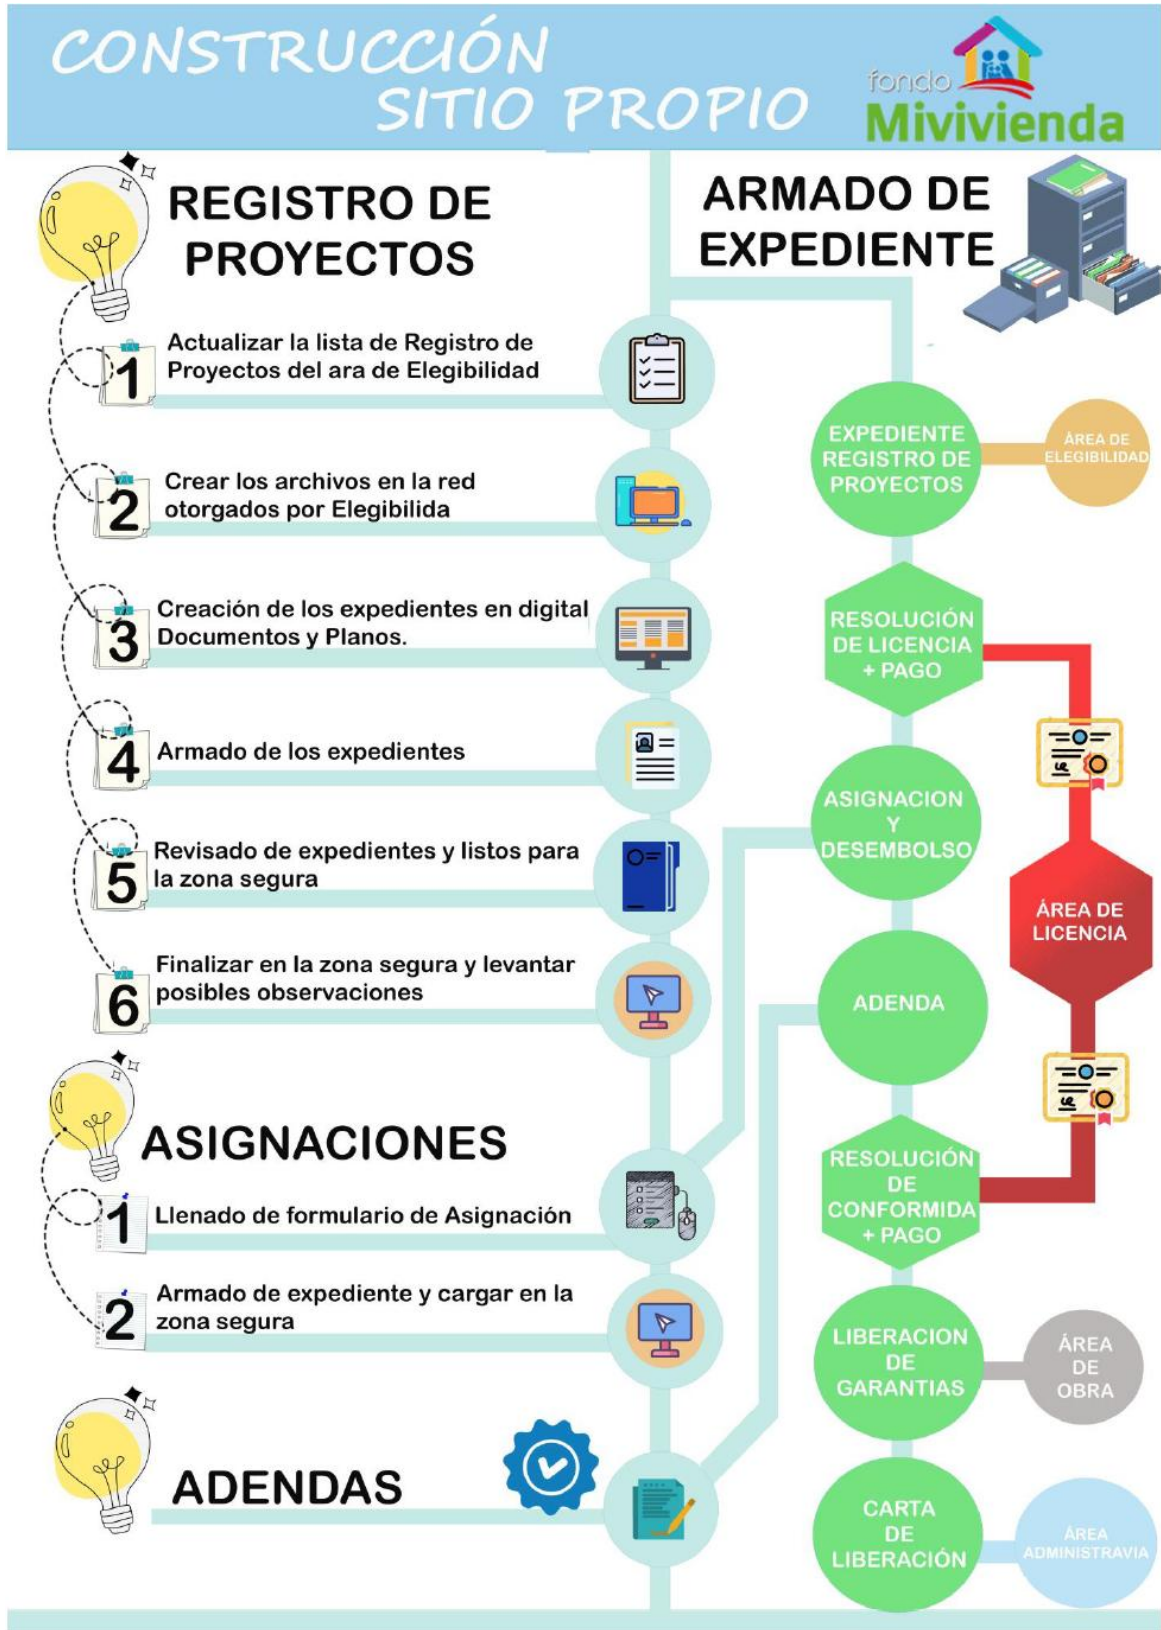 CONSTRUCCIÓN
SITIO PROPIO
fondo
Mivivienda
REGISTRO DE
PROYECTOS
1
Actualizar la lista de Registro de
Proyectos del ara de Elegibilidad
2
Crear los archivos en la red
otorgados por Elegibilida
3
Creación de los expedientes en digital
Documentos y Planos.
4
Armado de los expedientes
5
Revisado de expedientes y listos para
la zona segura
6
Finalizar en la zona segura y levantar
posibles observaciones
ASIGNACIONES
1
Llenado de formulario de Asignación
2
Armado de expediente y cargar en la
zona segura
ADENDAS
ARMADO DE
EXPEDIENTE
EXPEDIENTE
REGISTRO DE
PROYECTOS
ÁREA DE
ELEGIBILIDAD
RESOLUCIÓN
DE LICENCIA
+ PAGO
ASIGNACION
Y
DESEMBOLSO
ÁREA DE
LICENCIA
ADENDA
RESOLUCIÓN
DE
CONFORMIDA
+ PAGO
LIBERACION
DE
GARANTIAS
ÁREA
DE
OBRA
CARTA
DE
LIBERACIÓN
ÁREA
ADMINISTRAVIA